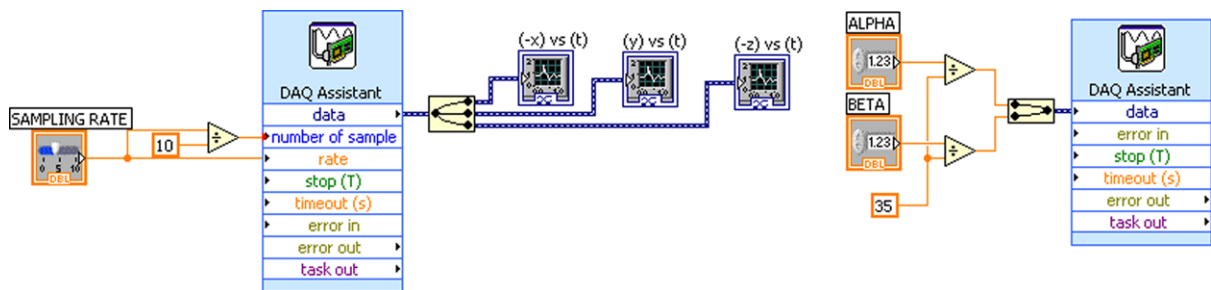 SAMPLING RATE
0 5 10
DBL
10
÷
DAQ Assistant
data
number of sample
rate
stop (T)
timeout (s)
error in
error out
task out
(-x) vs (t)
(y) vs (t)
(-z) vs (t)
ALPHA
1.23
DBL
BETA
1.23
DBL
÷
÷
35
DAQ Assistant
data
error in
stop (T)
timeout (s)
error out
task out